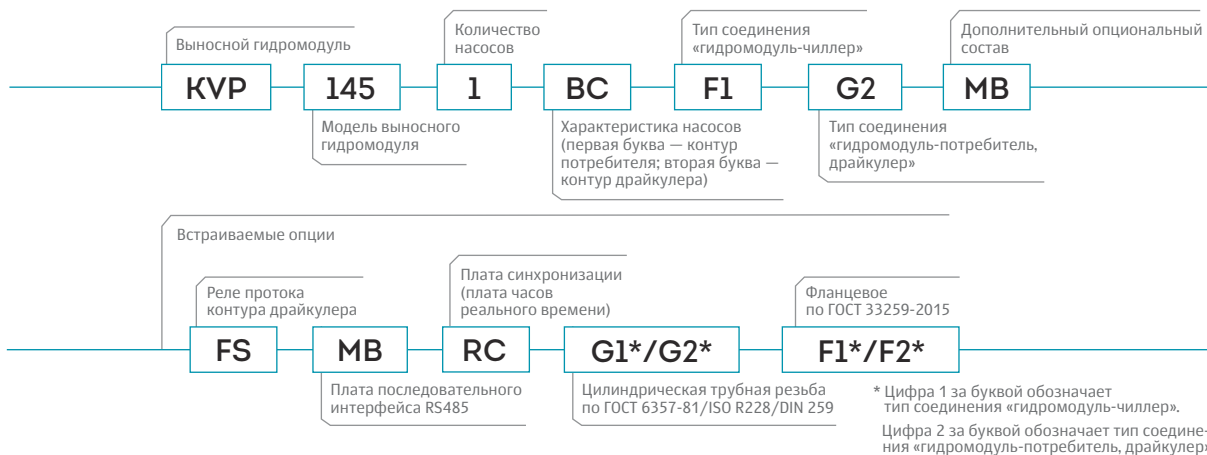 Выносной гидромодуль
Количество
насосов
Тип соединения
«гидромодуль-чиллер»
Дополнительный опциональный
состав
KVP 145 1 BC F1 G2 MB
Модель выносного
гидромодуля
Характеристика насосов
(первая буква — контур
потребителя; вторая буква —
контур драйкулера)
Тип соединения
«гидромодуль-потребитель,
драйкулер»
Встраиваемые опции
Реле протока
контура драйкулера
Плата синхронизации
(плата часов
реального времени)
Фланцевое
по ГОСТ 33259-2015
FS MB RC G1*/G2* F1*/F2*
Плата последовательного
интерфейса RS485
Цилиндрическая трубная резьба
по ГОСТ 6357-81/ISO R228/DIN 259
* Цифра 1 за буквой обозначает
тип соединения «гидромодуль-чиллер».
Цифра 2 за буквой обозначает тип соедине-
ния «гидромодуль-потребитель, драйкулер»